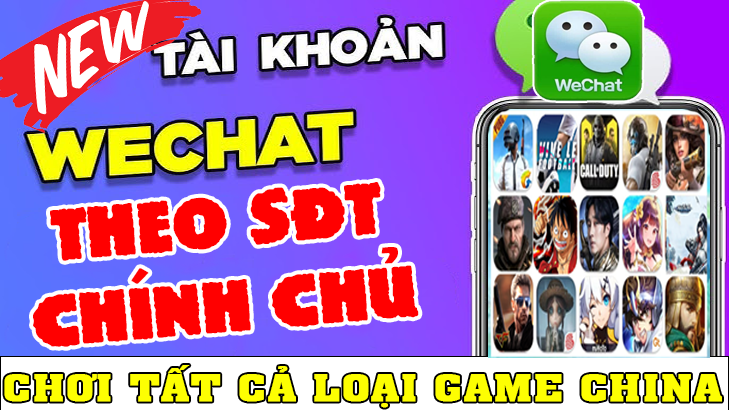 NEW
TÀI KHOẢN
WECHAT
THEO SĐT
CHÍNH CHỦ
WeChat
CALL OF DUTY
CHƠI TẤT CẢ LOẠI GAME CHINA